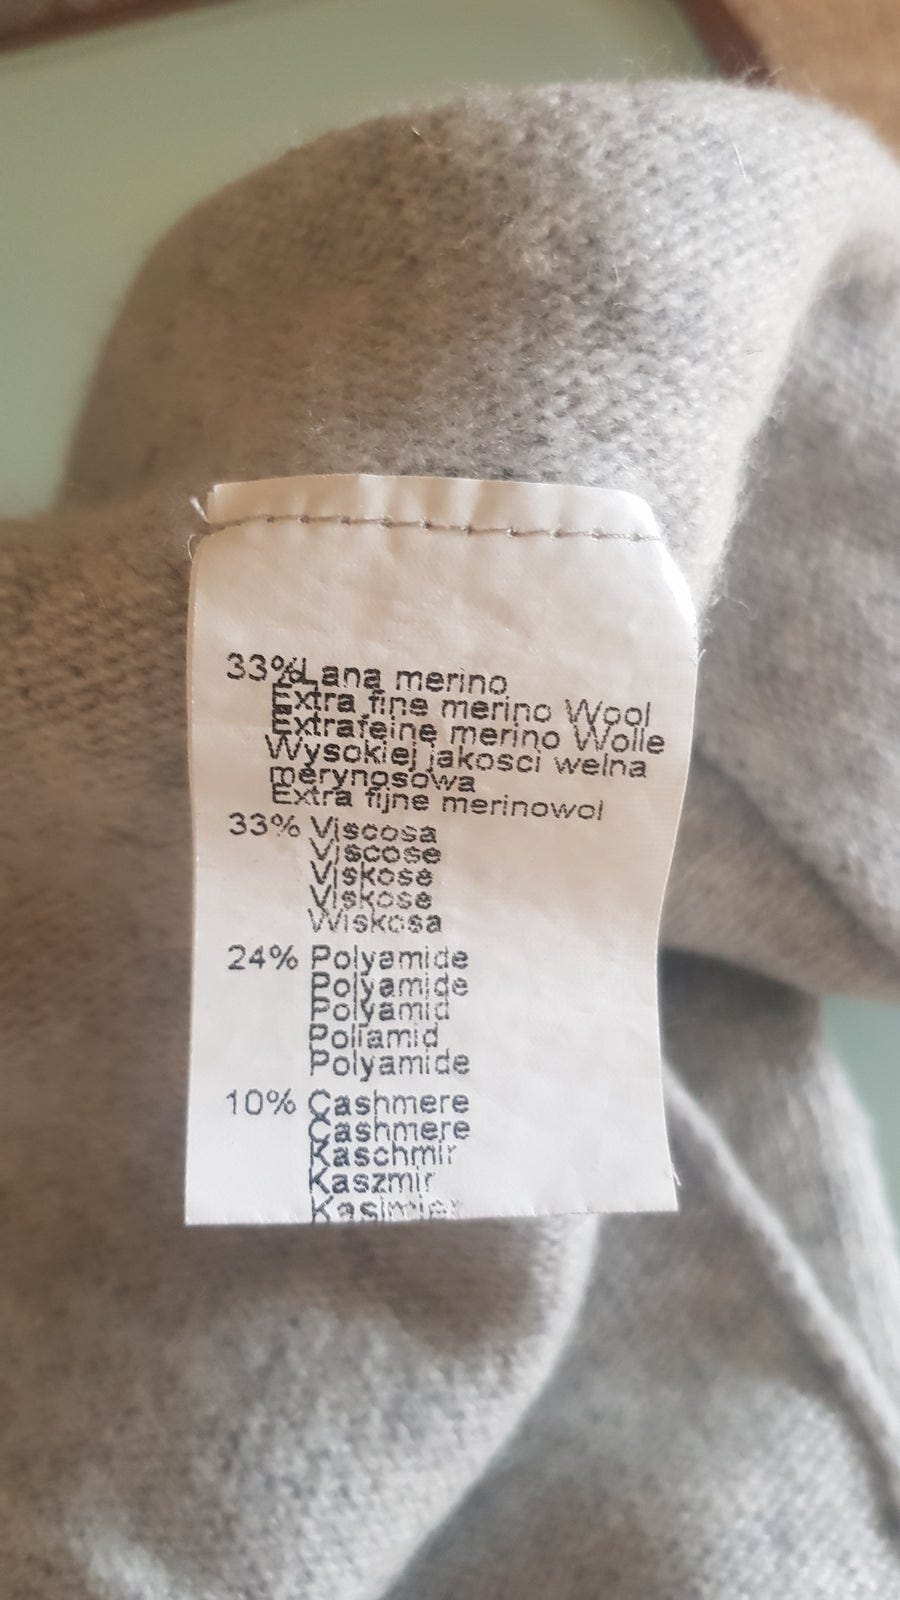 33% Lana merino
Extra fine merino Wool
Extrafeine merino Wolle
Wysokiej jakosci welna
merynosowa
Extra fijne merinowol
33% Viscosa
Viscose
Viskose
Viskose
Wiskosa
24% Polyamide
Polyamide
Polyamid
Poliamid
Polyamide
10% Cashmere
Cashmere
Kaschmir
Kaszmir
Kasjmier